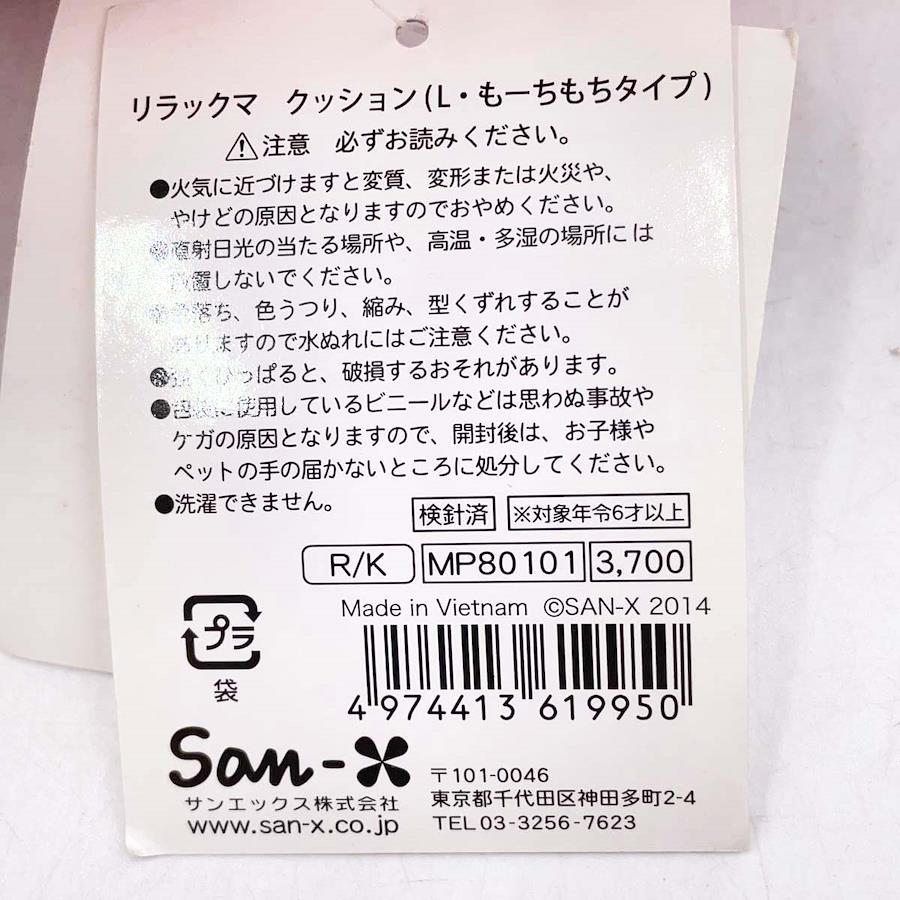 リラックマ　クッション(L・もーちもちタイプ)
⚠注意　必ずお読みください。
●火気に近づけますと変質、変形または火災や、
やけどの原因となりますのでおやめください。
●直射日光の当たる場所や、高温・多湿の場所には
放置しないでください。
●色落ち、色うつり、縮み、型くずれすることが
ありますので水ぬれにはご注意ください。
●強くひっぱると、破損するおそれがあります。
●包装に使用しているビニールなどは思わぬ事故や
ケガの原因となりますので、開封後は、お子様や
ペットの手の届かないところに処分してください。
●洗濯できません。
検針済 ※対象年令6才以上
R/K MP80101 3,700
Made in Vietnam ©SAN-X 2014
プラ
袋
4 974413 619950
San-X
サンエックス株式会社
www.san-x.co.jp
〒101-0046
東京都千代田区神田多町2-4
TEL 03-3256-7623